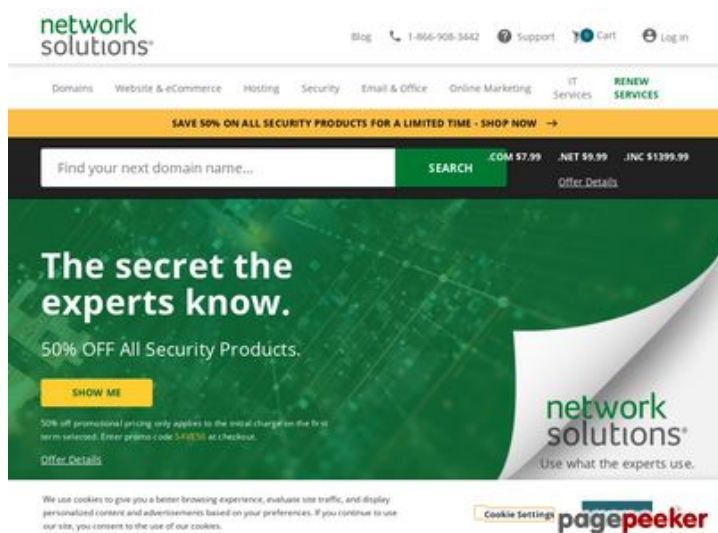 network
solutions®
Blog 1-866-908-3442 Support Cart Log In
Domains Website & eCommerce Hosting Security Email & Office Online Marketing IT Services RENEW SERVICES
SAVE 50% ON ALL SECURITY PRODUCTS FOR A LIMITED TIME - SHOP NOW →
Find your next domain name... SEARCH .COM $7.99 .NET $9.99 .INC $1399.99
Offer Details
The secret the
experts know.
50% OFF All Security Products.
SHOW ME
50% off promotional pricing only applies to the initial charge on the first
term selected. Enter promo code SAVE50 at checkout.
Offer Details
network
solutions®
Use what the experts use.
We use cookies to give you a better browsing experience, evaluate site traffic, and display
personalized content and advertisements based on your preferences. If you continue to use
our site, you consent to the use of our cookies.
Cookie Settings
pagepeeker